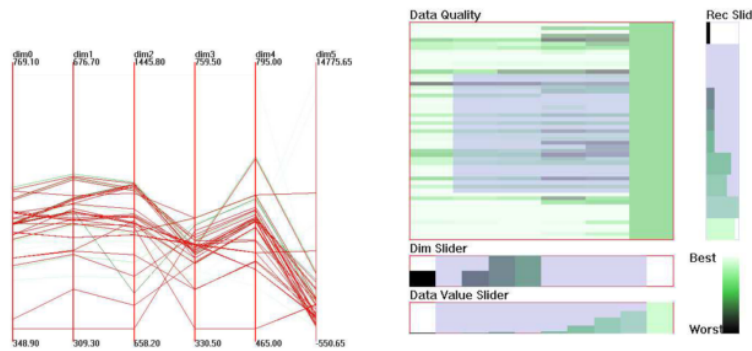 Data Quality
Rec Slid
dim0 dim1 dim2 dim3 dim4 dim5
769.10 676.70 1445.80 759.50 795.00 14775.65
Dim Slider
Best
Data Value Slider
Worst
348.90 309.30 658.20 330.50 465.00 -550.65